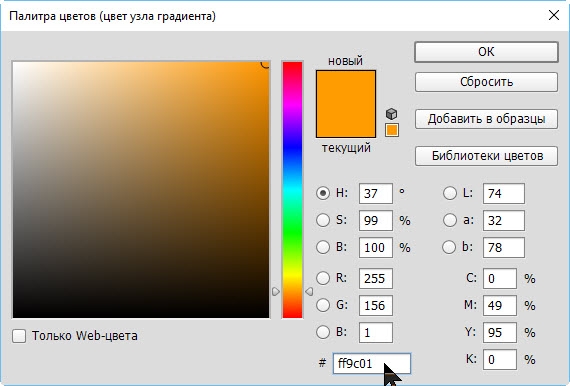 Палитра цветов (цвет узла градиента)
новый
текущий
ОК
Сбросить
Добавить в образцы
Библиотеки цветов
H: 37 °
S: 99 %
B: 100 %
R: 255
G: 156
B: 1
# ff9c01
L: 74
a: 32
b: 78
C: 0 %
M: 49 %
Y: 95 %
K: 0 %
Только Web-цвета